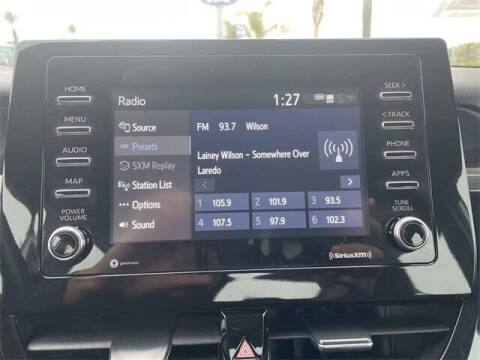 HOME
MENU
AUDIO
MAP
POWER
VOLUME
Radio
1:27
Source
Presets
SXM Replay
Station List
Options
Sound
FM 93.7 Wilson
Lainey Wilson - Somewhere Over
Laredo
1 105.9
2 101.9
3 93.5
4 107.5
5 97.9
6 102.3
SEEK >
< TRACK
PHONE
APPS
TUNE
SCROLL
((SiriusXM))